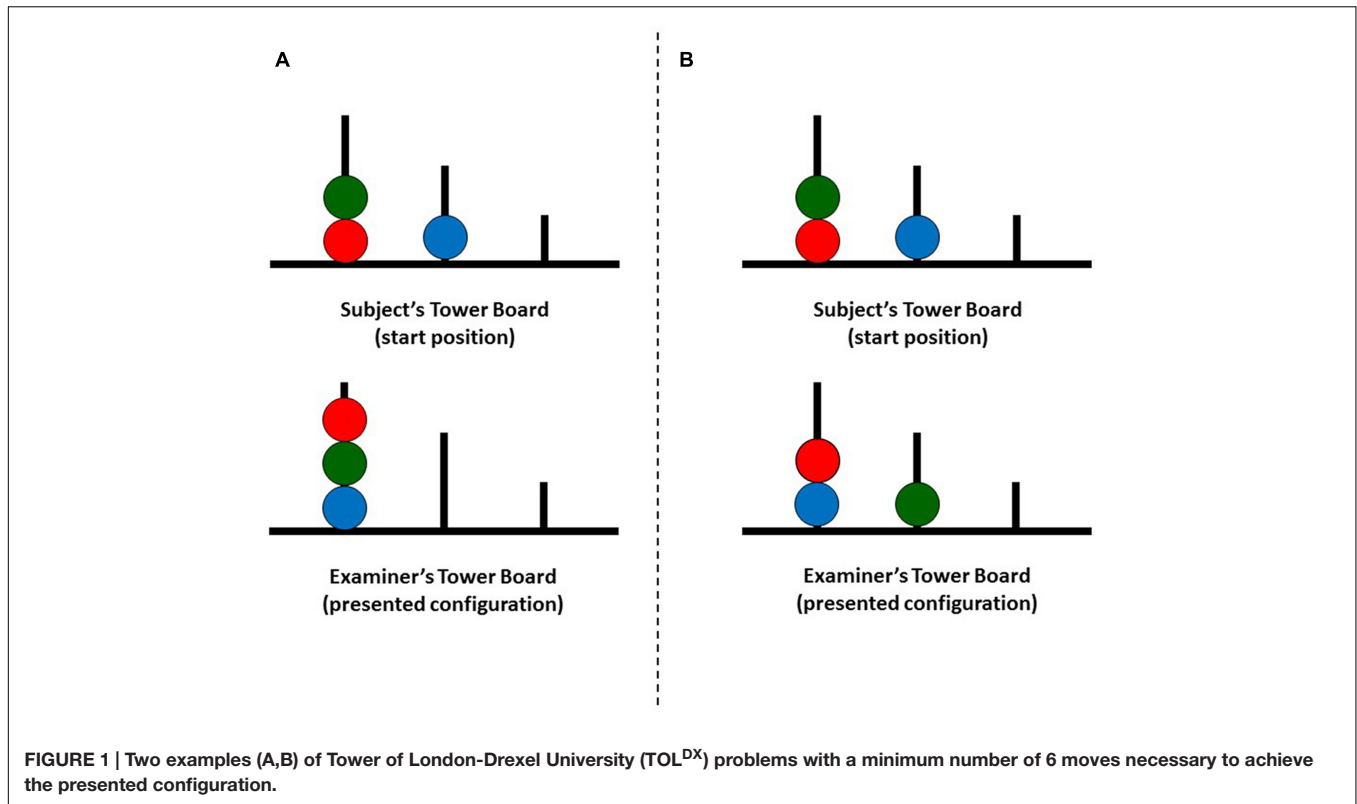 A
B
Subject's Tower Board
(start position)
Subject's Tower Board
(start position)
Examiner's Tower Board
(presented configuration)
Examiner's Tower Board
(presented configuration)
FIGURE 1 | Two examples (A,B) of Tower of London-Drexel University (TOLDX) problems with a minimum number of 6 moves necessary to achieve
the presented configuration.